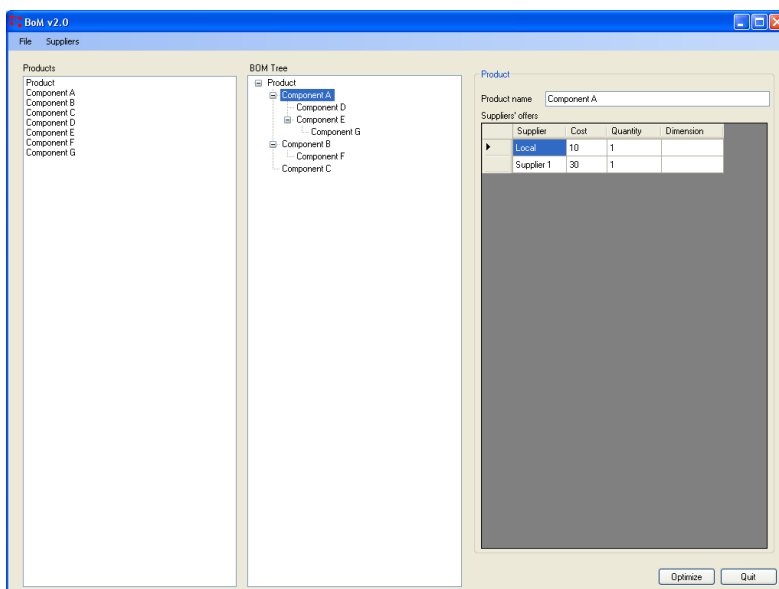 BoM v2.0
File Suppliers
Products
Product
Component A
Component B
Component C
Component D
Component E
Component F
Component G
BOM Tree
Product
Component A
Component D
Component E
Component G
Component B
Component F
Component C
Product
Product name Component A
Suppliers' offers
Supplier Cost Quantity Dimension
Local 10 1
Supplier 1 30 1
Optimize Quit